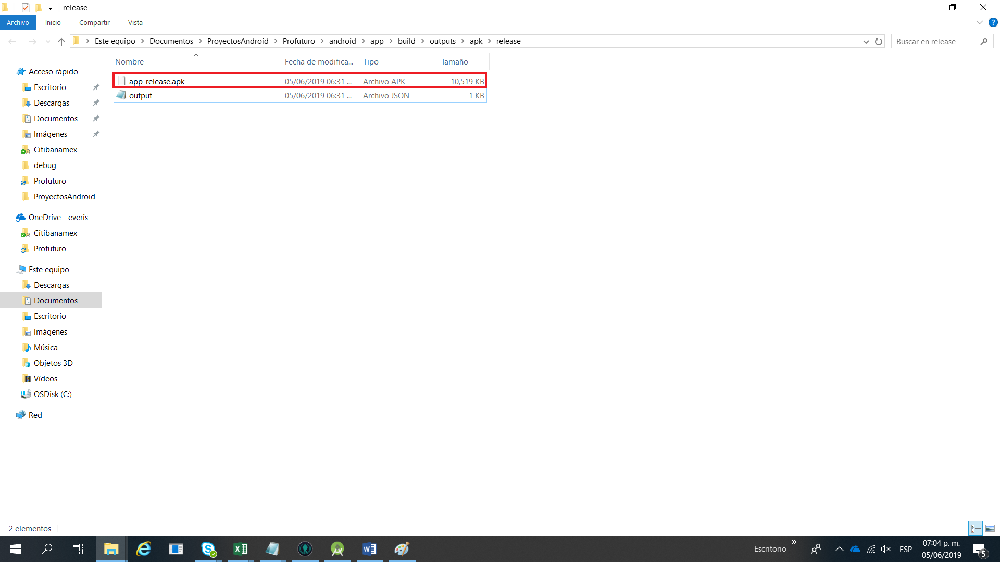 release
Archivo Inicio Compartir Vista
Este equipo Documentos ProyectosAndroid Profuturo android app build outputs apk release
Buscar en release
Nombre Fecha de modifica... Tipo Tamaño
app-release.apk 05/06/2019 06:31 ... Archivo APK 10,519 KB
output 05/06/2019 06:31 ... Archivo JSON 1 KB
Acceso rápido
Escritorio
Descargas
Documentos
Imágenes
Citibanamex
debug
Profuturo
ProyectosAndroid
OneDrive - everis
Citibanamex
Profuturo
Este equipo
Descargas
Documentos
Escritorio
Imágenes
Música
Objetos 3D
Vídeos
OSDisk (C:)
Red
2 elementos
Escritorio
ESP
07:04 p. m.
05/06/2019
5